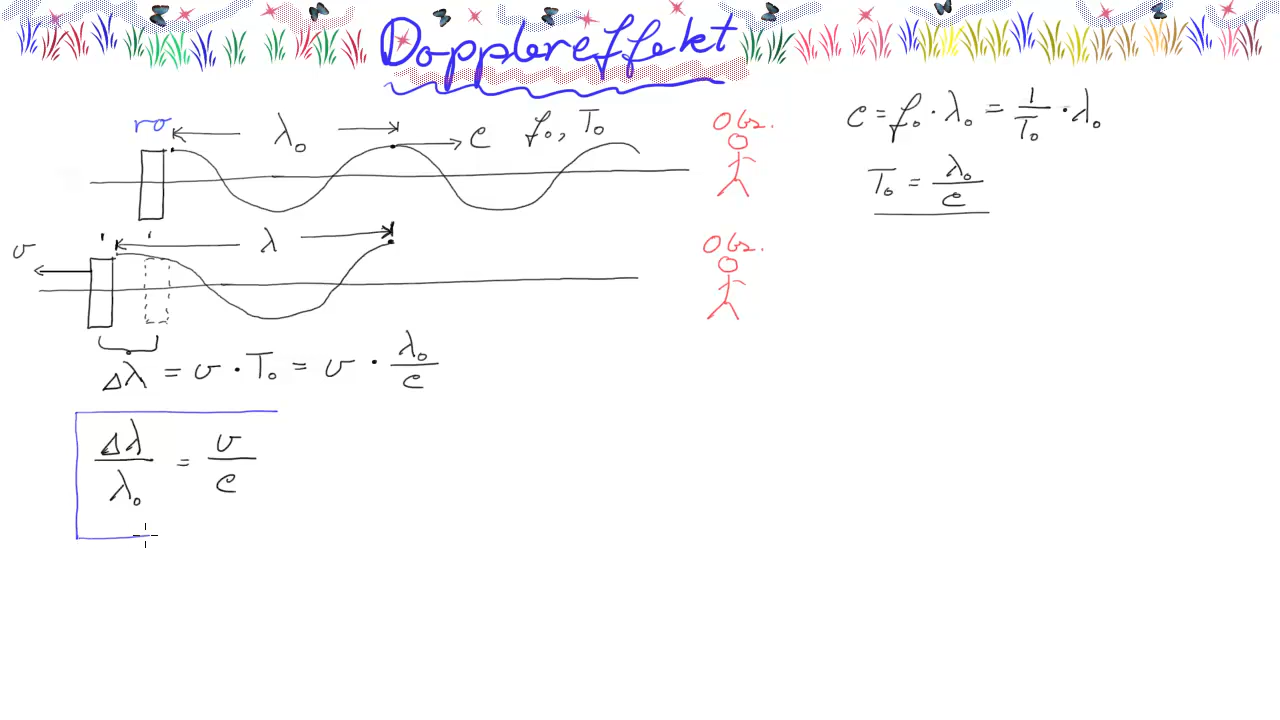 Dopplereffekt
ro
λ₀
c
f₀, T₀
Obs.
c = f₀ · λ₀ = 1/T₀ · λ₀
T₀ = λ₀/c
v
λ
Obs.
Δλ = v · T₀ = v · λ₀/c
Δλ/λ₀ = v/c